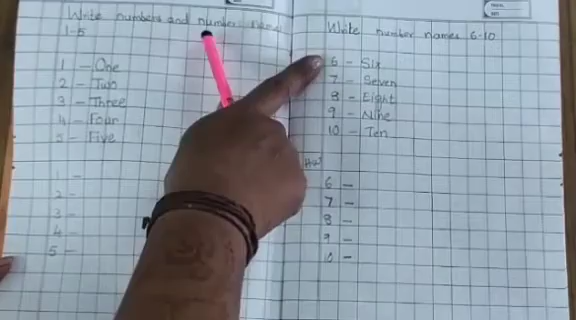 Write numbers and number names
1-5
1 - One
2 - Two
3 - Three
4 - Four
5 - Five
1 -
2 -
3 -
4 -
5 -
Write number names 6-10
6 - Six
7 - Seven
8 - Eight
9 - Nine
10 - Ten
HW
6 -
7 -
8 -
9 -
0 -